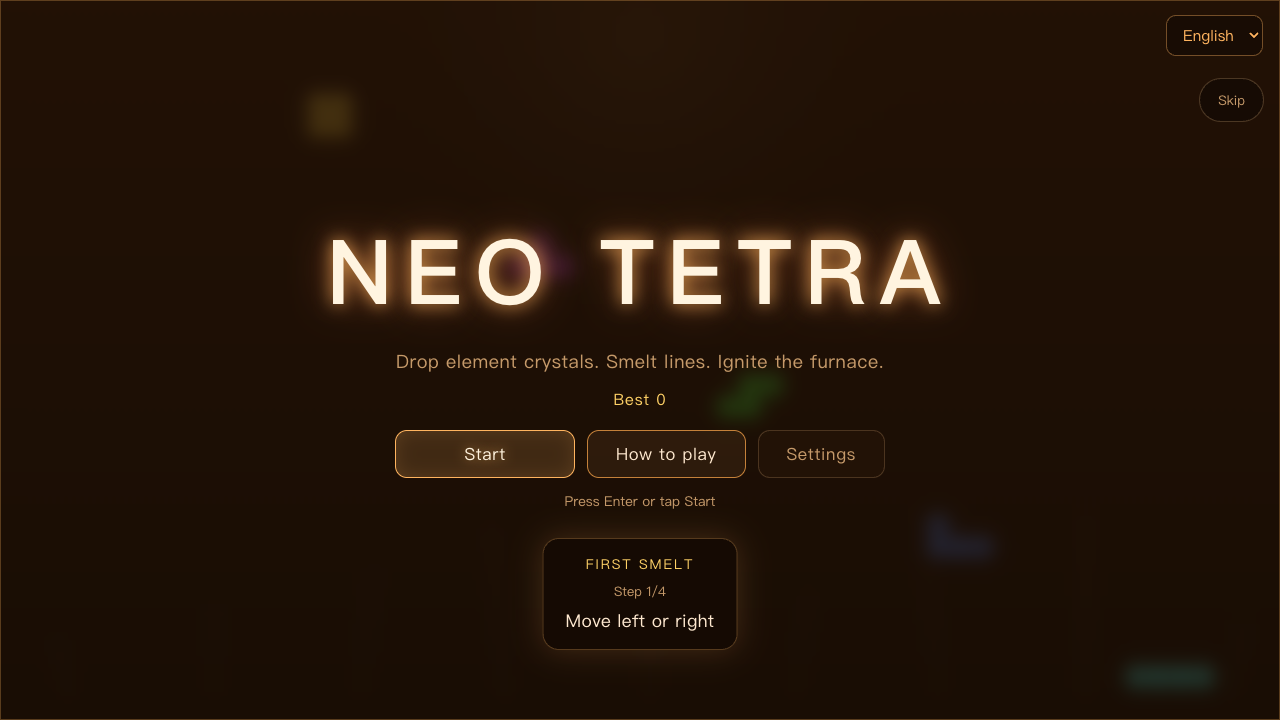 English
Skip
NEO TETRA
Drop element crystals. Smelt lines. Ignite the furnace.
Best 0
Start
How to play
Settings
Press Enter or tap Start
FIRST SMELT
Step 1/4
Move left or right